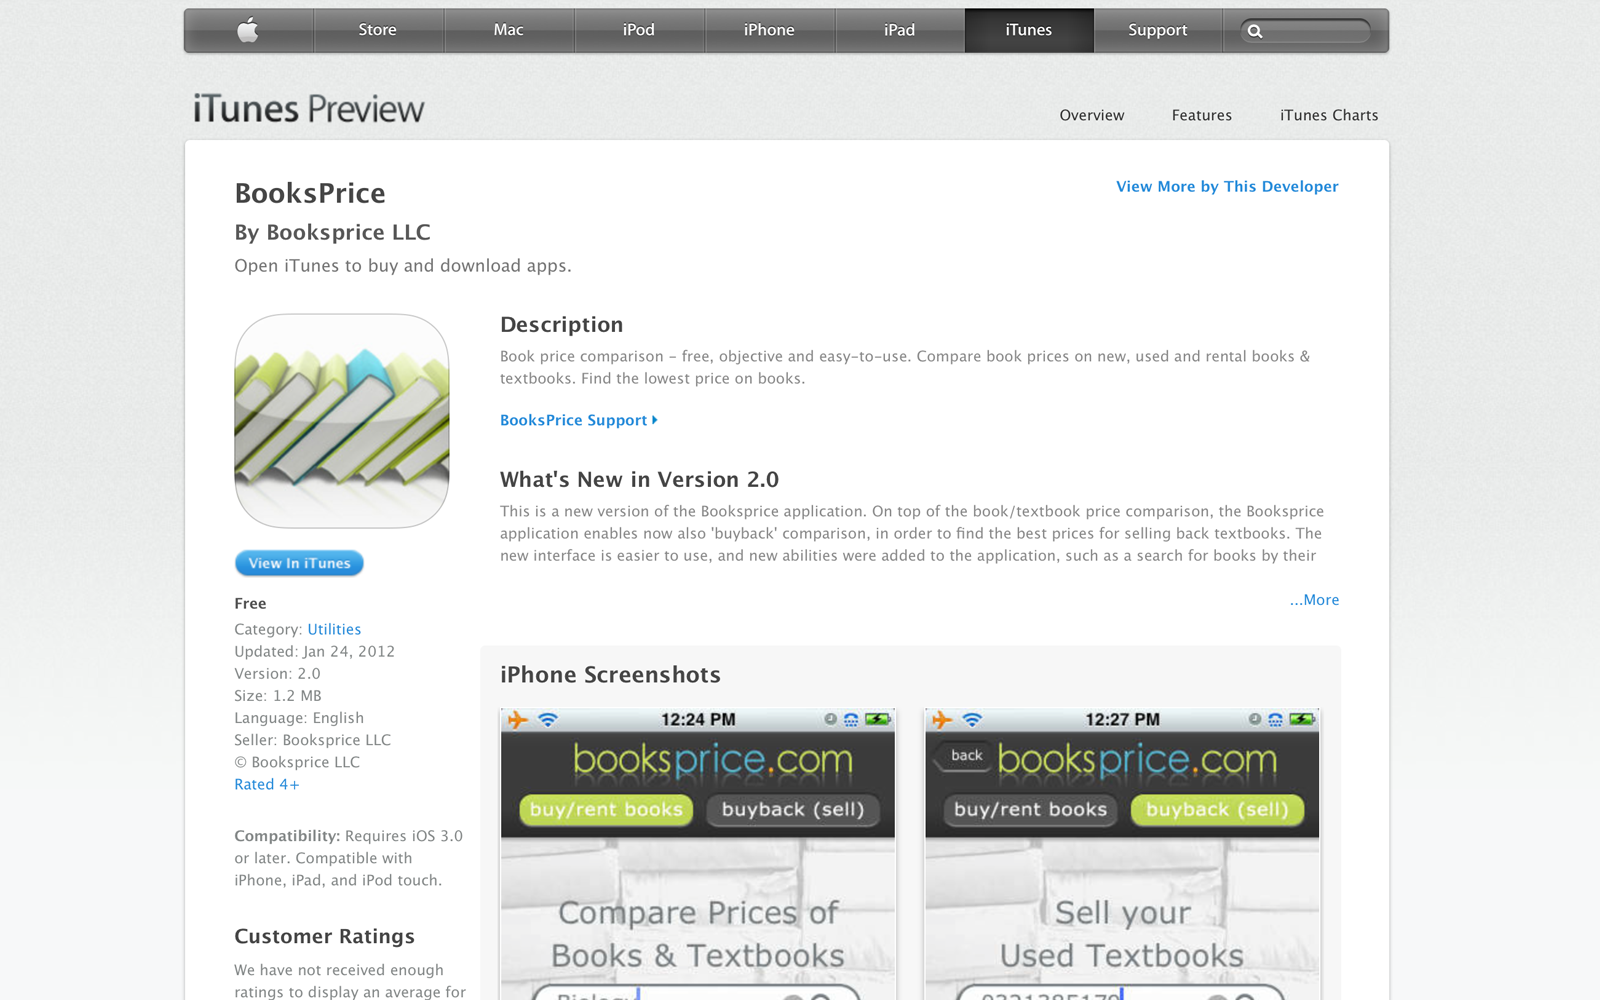 Store Mac iPod iPhone iPad iTunes Support
iTunes Preview
Overview Features iTunes Charts
BooksPrice
View More by This Developer
By Booksprice LLC
Open iTunes to buy and download apps.
Description
Book price comparison - free, objective and easy-to-use. Compare book prices on new, used and rental books &
textbooks. Find the lowest price on books.
BooksPrice Support
What's New in Version 2.0
This is a new version of the Booksprice application. On top of the book/textbook price comparison, the Booksprice
application enables now also 'buyback' comparison, in order to find the best prices for selling back textbooks. The
new interface is easier to use, and new abilities were added to the application, such as a search for books by their
...More
View In iTunes
Free
Category: Utilities
Updated: Jan 24, 2012
Version: 2.0
Size: 1.2 MB
Language: English
Seller: Booksprice LLC
© Booksprice LLC
Rated 4+
Compatibility: Requires iOS 3.0
or later. Compatible with
iPhone, iPad, and iPod touch.
Customer Ratings
We have not received enough
ratings to display an average for
iPhone Screenshots
12:24 PM
booksprice.com
buy/rent books buyback (sell)
Compare Prices of
Books & Textbooks
Biology
12:27 PM
back booksprice.com
buy/rent books buyback (sell)
Sell your
Used Textbooks